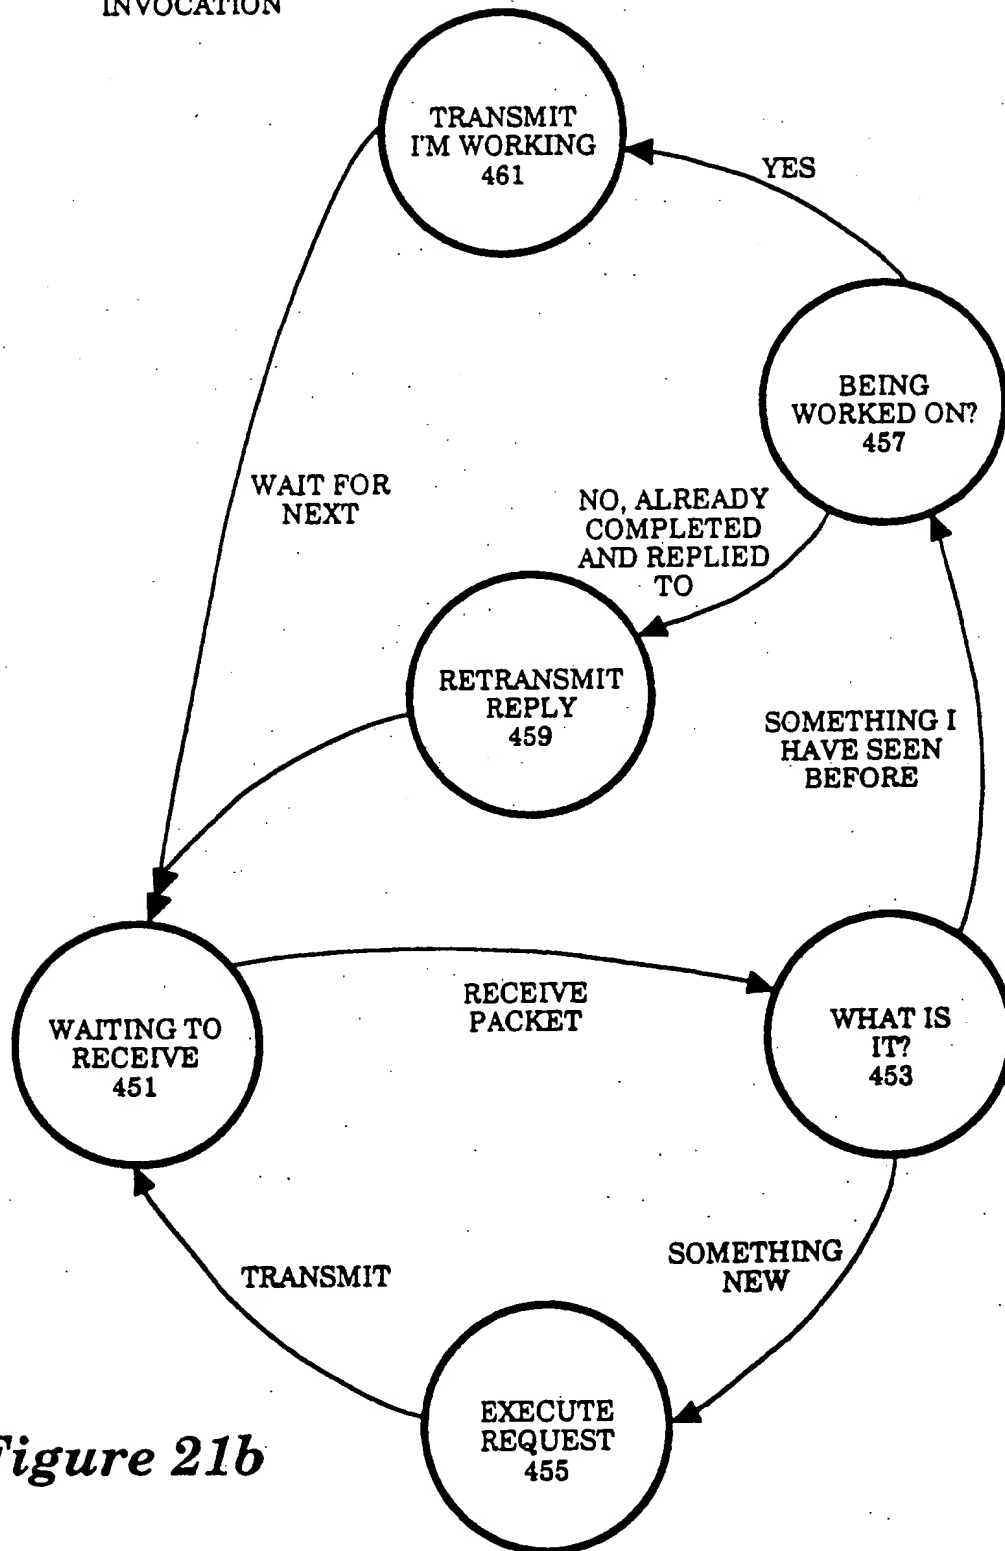 INVOCATION
TRANSMIT
I'M WORKING
461
YES
BEING
WORKED ON?
457
WAIT FOR
NEXT
NO, ALREADY
COMPLETED
AND REPLIED
TO
RETRANSMIT
REPLY
459
SOMETHING I
HAVE SEEN
BEFORE
RECEIVE
PACKET
WAITING TO
RECEIVE
451
WHAT IS
IT?
453
SOMETHING
NEW
TRANSMIT
EXECUTE
REQUEST
455
Figure 21b